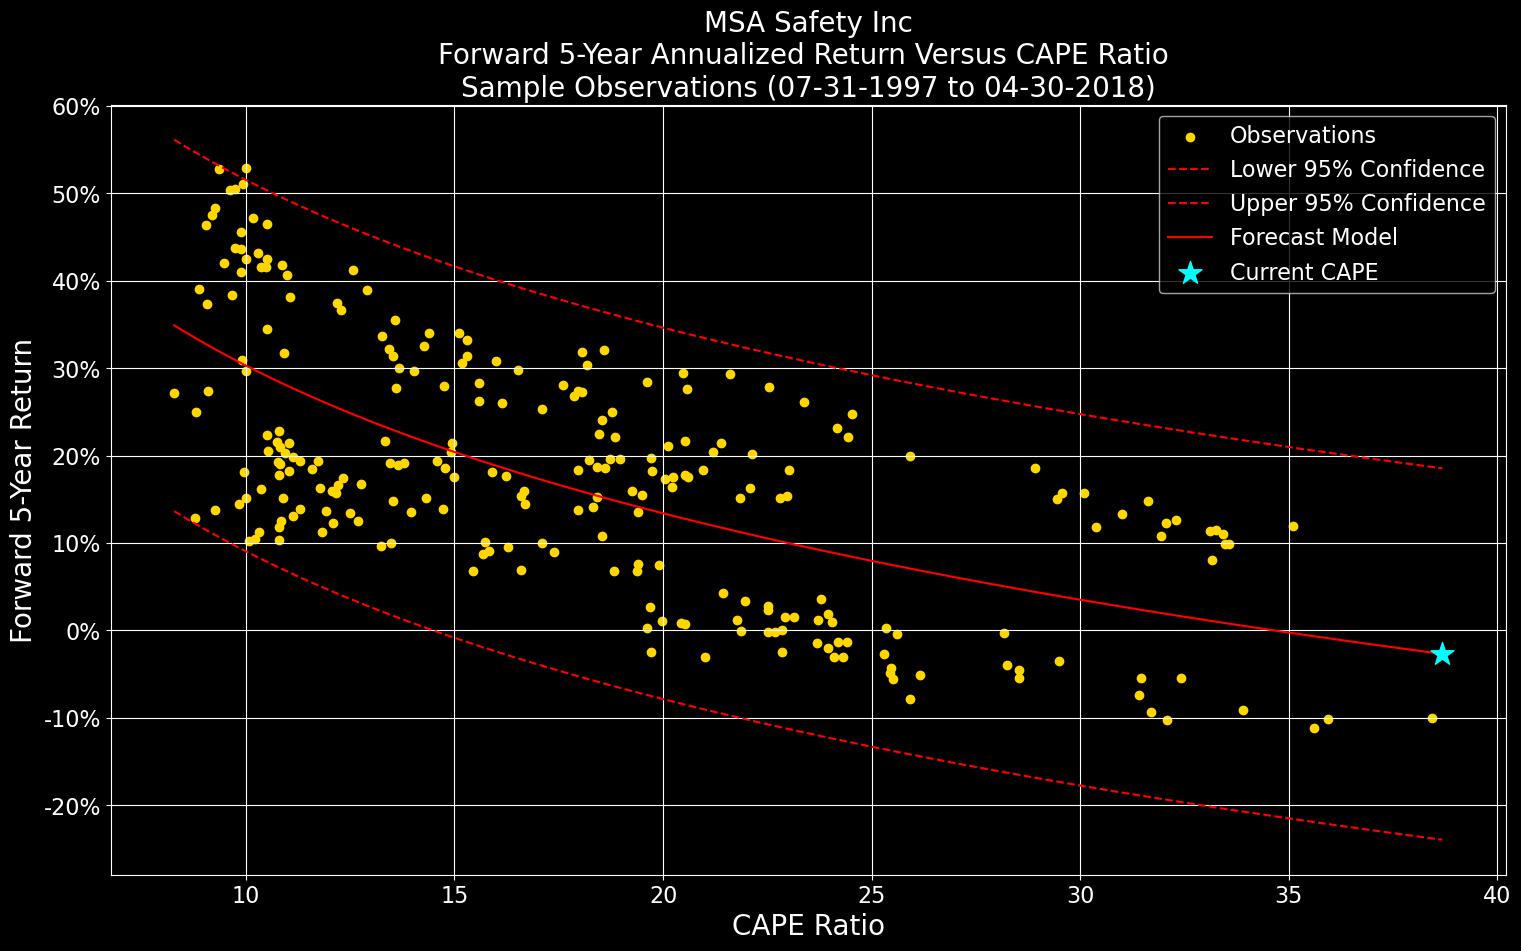 MSA Safety Inc
Forward 5-Year Annualized Return Versus CAPE Ratio
Sample Observations (07-31-1997 to 04-30-2018)
60%
50%
40%
30%
20%
10%
0%
-10%
-20%
Forward 5-Year Return
Observations
Lower 95% Confidence
Upper 95% Confidence
Forecast Model
Current CAPE
10
15
20
25
30
35
40
CAPE Ratio